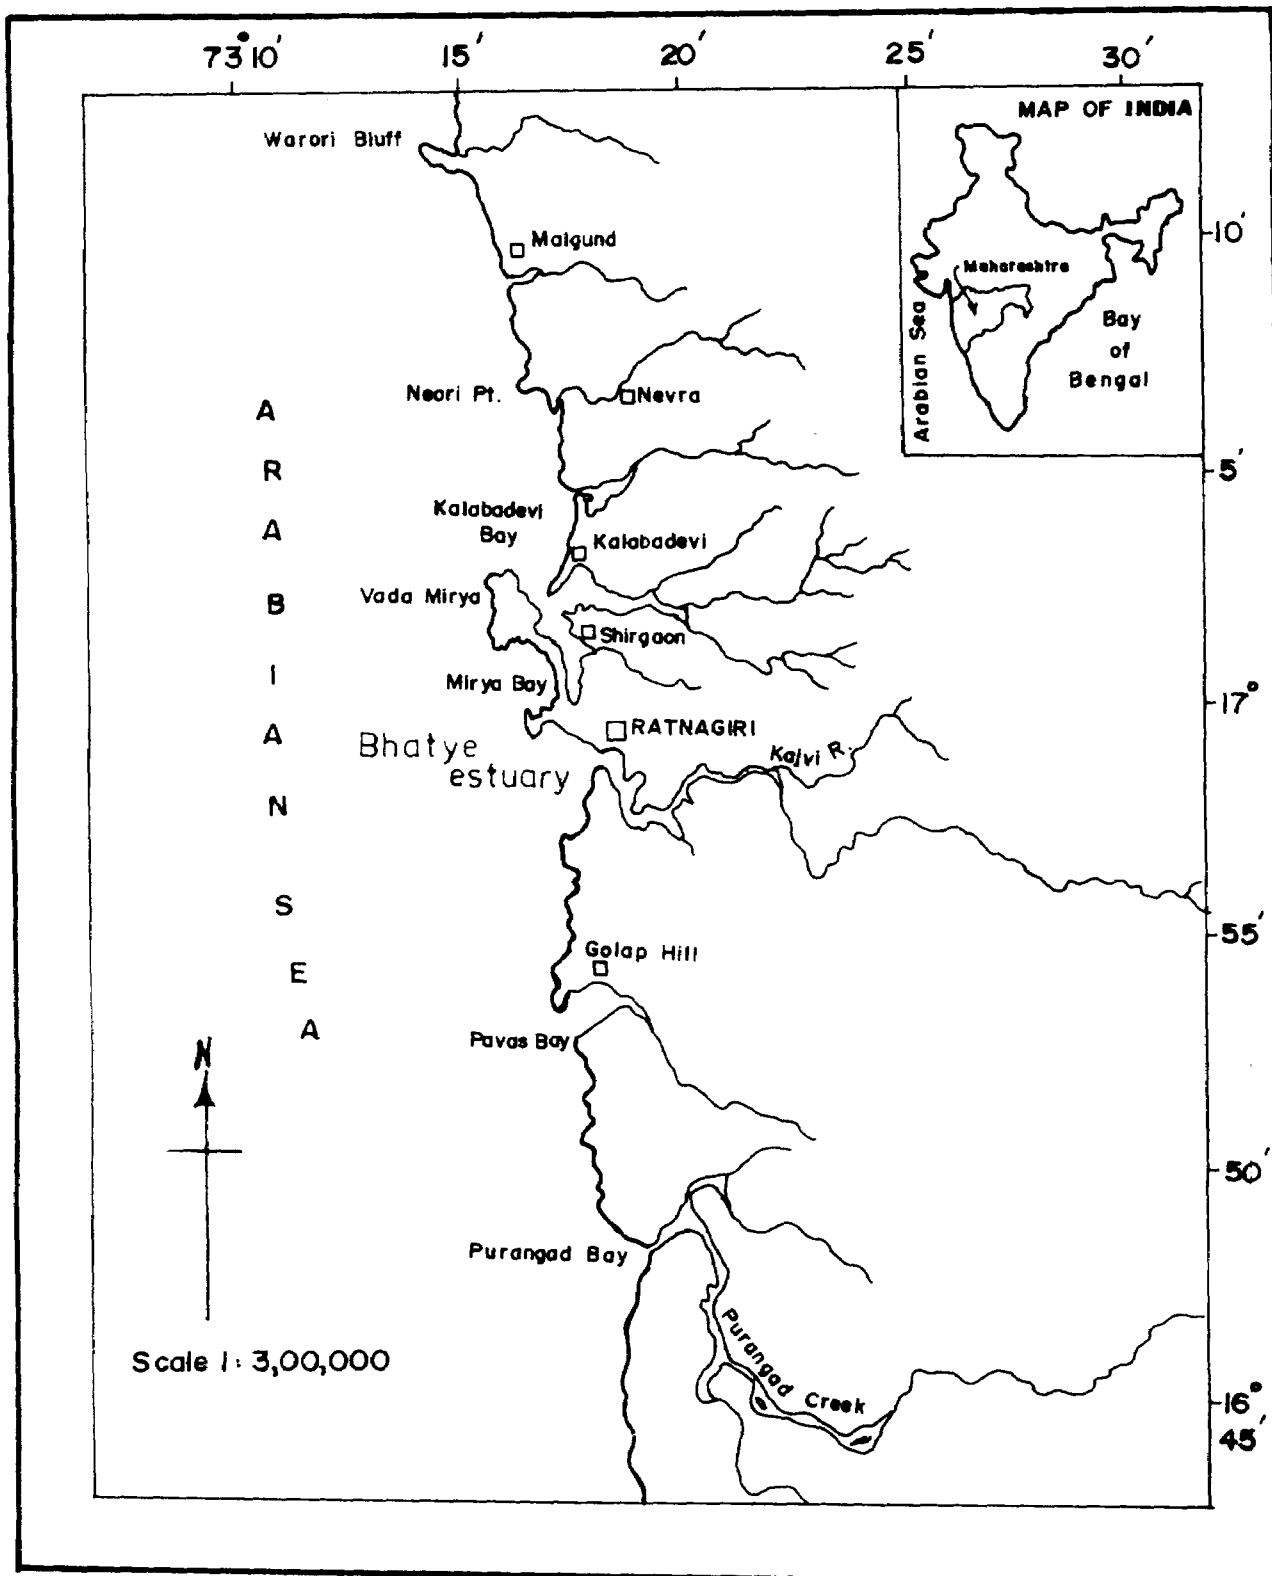 73°10′ 15′ 20′ 25′ 30′
MAP OF INDIA
Maharashtra
Arabian Sea
Bay
of
Bengal
Warori Bluff
Malgund
10′
Neori Pt.
Nevra
5′
Kalabadevi
Bay
Kalabadevi
Vada Mirya
Shirgaon
Mirya Bay
17°
RATNAGIRI
Bhatye
estuary
Kajvi R.
ARABIAN SEA
55′
Golap Hill
Pavas Bay
N
50′
Purangad Bay
Purangad Creek
Scale 1: 3,00,000
16°
45′